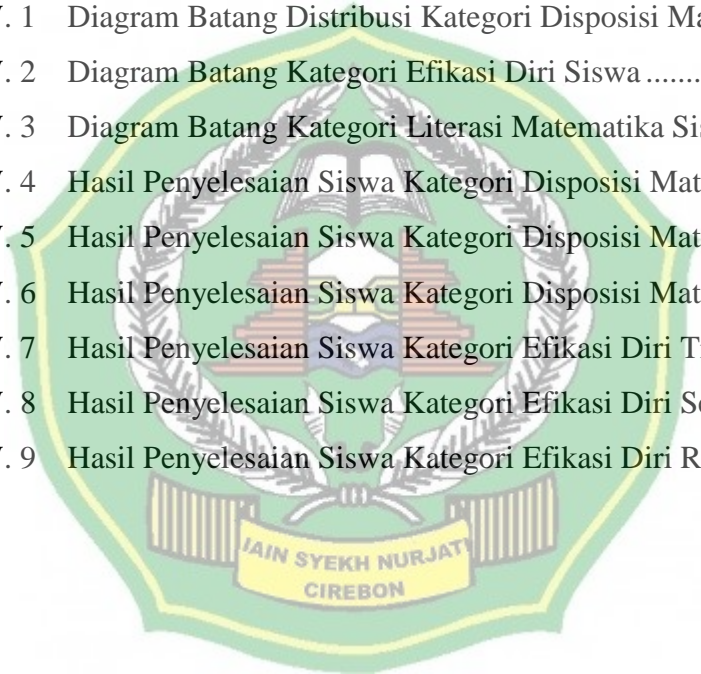 . 1 Diagram Batang Distribusi Kategori Disposisi Ma
. 2 Diagram Batang Kategori Efikasi Diri Siswa ........
. 3 Diagram Batang Kategori Literasi Matematika Sis
. 4 Hasil Penyelesaian Siswa Kategori Disposisi Mat
. 5 Hasil Penyelesaian Siswa Kategori Disposisi Mat
. 6 Hasil Penyelesaian Siswa Kategori Disposisi Mat
. 7 Hasil Penyelesaian Siswa Kategori Efikasi Diri T
. 8 Hasil Penyelesaian Siswa Kategori Efikasi Diri Se
. 9 Hasil Penyelesaian Siswa Kategori Efikasi Diri R
IAIN SYEKH NURJATI
CIREBON